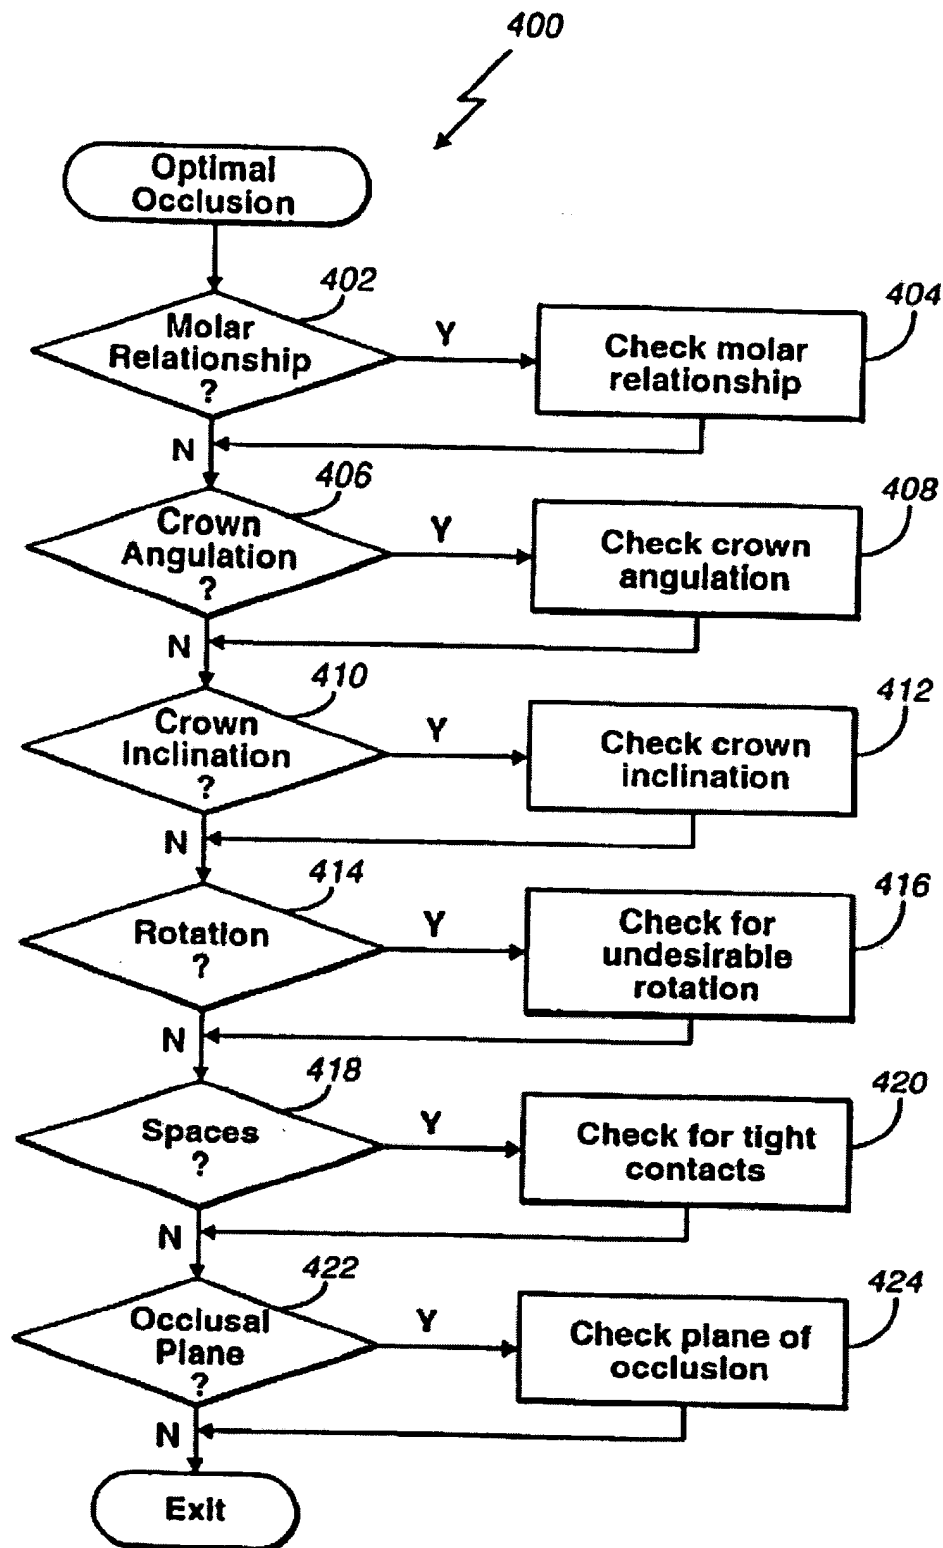 400
Optimal
Occlusion
402
Molar
Relationship
?
Y
Check molar
relationship
404
N
406
Crown
Angulation
?
Y
Check crown
angulation
408
N
410
Crown
Inclination
?
Y
Check crown
inclination
412
N
414
Rotation
?
Y
Check for
undesirable
rotation
416
N
418
Spaces
?
Y
Check for tight
contacts
420
N
422
Occlusal
Plane
?
Y
Check plane of
occlusion
424
N
Exit